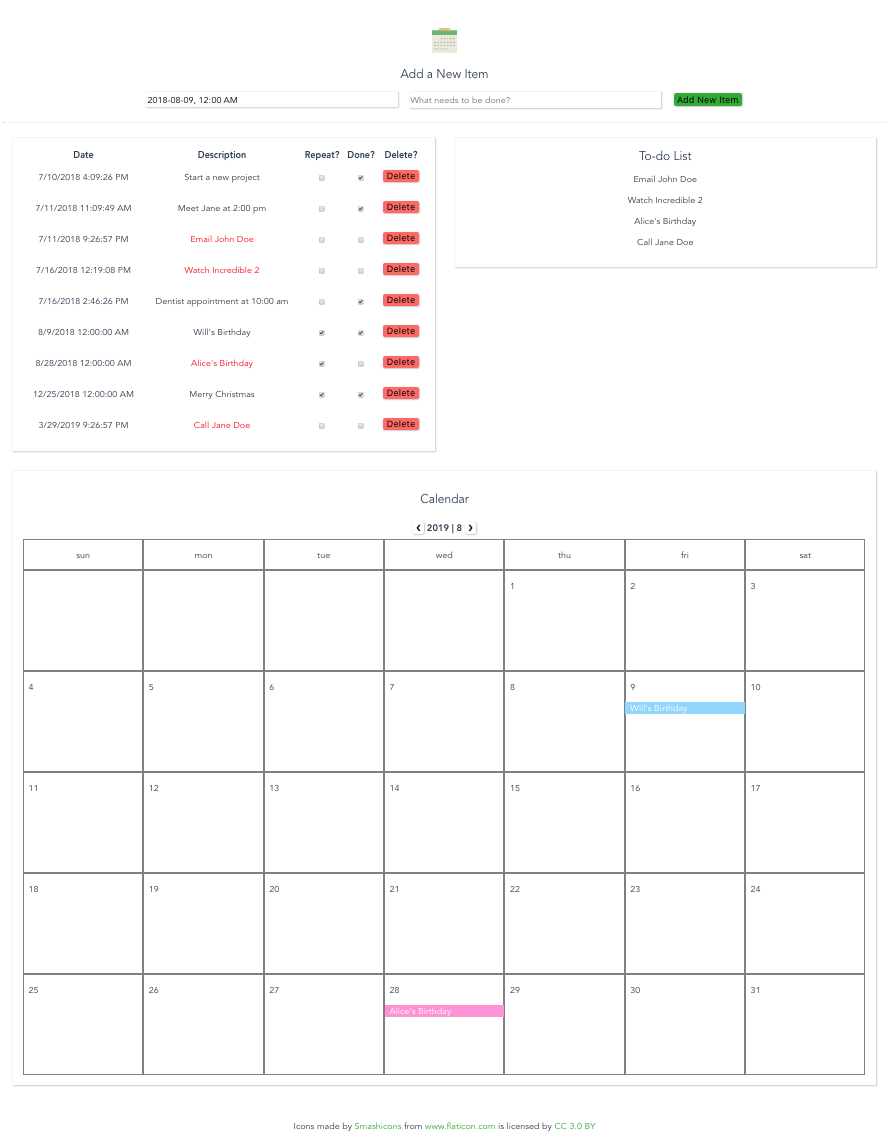 Add a New Item
2018-08-09, 12:00 AM What needs to be done? Add New Item
Date Description Repeat? Done? Delete?
7/10/2018 4:09:26 PM Start a new project Delete
7/11/2018 11:09:49 AM Meet Jane at 2:00 pm Delete
7/11/2018 9:26:57 PM Email John Doe Delete
7/16/2018 12:19:08 PM Watch Incredible 2 Delete
7/16/2018 2:46:26 PM Dentist appointment at 10:00 am Delete
8/9/2018 12:00:00 AM Will's Birthday Delete
8/28/2018 12:00:00 AM Alice's Birthday Delete
12/25/2018 12:00:00 AM Merry Christmas Delete
3/29/2019 9:26:57 PM Call Jane Doe Delete
To-do List
Email John Doe
Watch Incredible 2
Alice's Birthday
Call Jane Doe
Calendar
❮ 2019 | 8 ❯
sun mon tue wed thu fri sat
1 2 3
4 5 6 7 8 9 10
Will's Birthday
11 12 13 14 15 16 17
18 19 20 21 22 23 24
25 26 27 28 29 30 31
Alice's Birthday
Icons made by Smashicons from www.flaticon.com is licensed by CC 3.0 BY